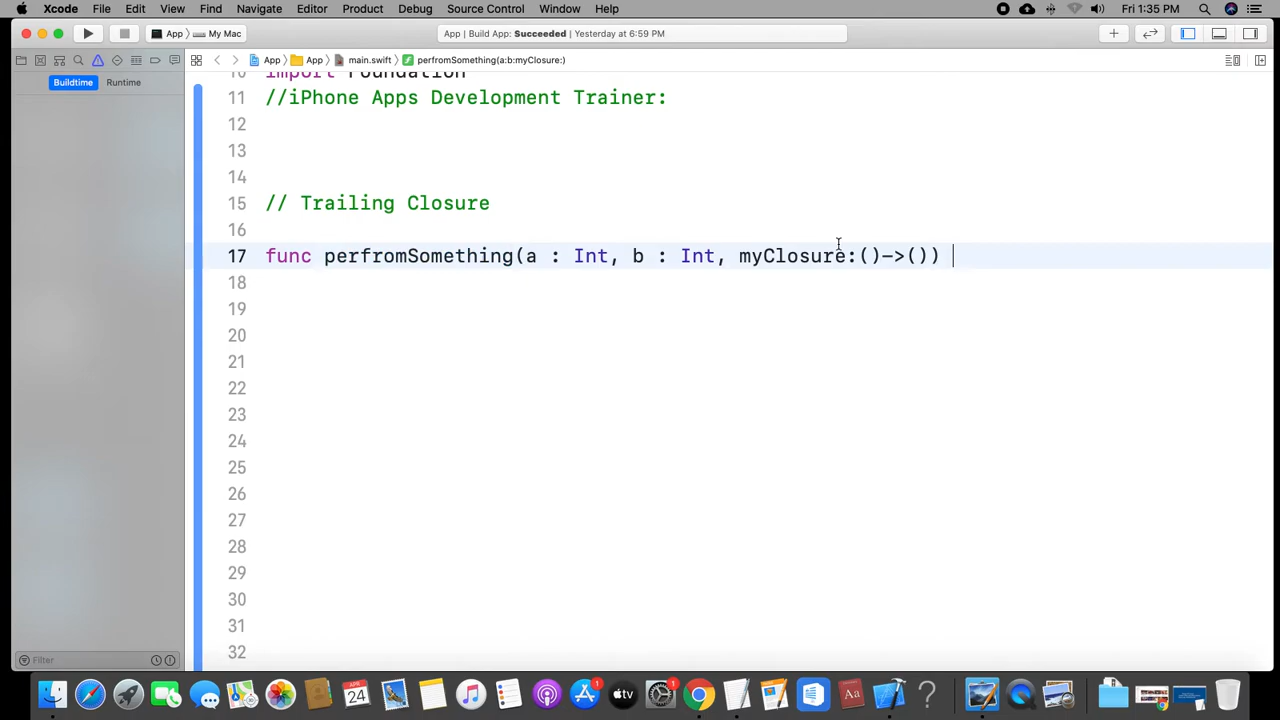 Xcode File Edit View Find Navigate Editor Product Debug Source Control Window Help Fri 1:35 PM
App › My Mac App | Build App: Succeeded | Yesterday at 6:59 PM
App › App › main.swift › perfromSomething(a:b:myClosure:)
Buildtime Runtime
10 import Foundation
11 //iPhone Apps Development Trainer:
12
13
14
15 // Trailing Closure
16
17 func perfromSomething(a : Int, b : Int, myClosure:()->())
18
19
20
21
22
23
24
25
26
27
28
29
30
31
32
Filter